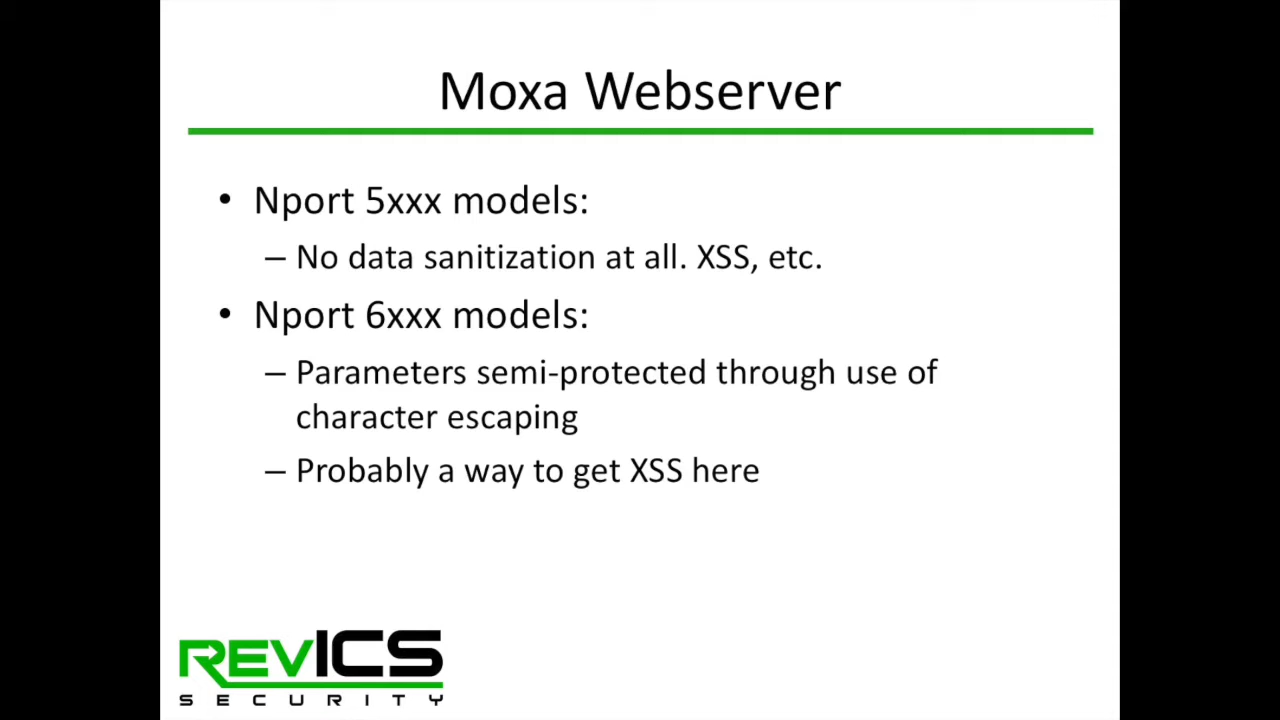 Moxa Webserver
• Nport 5xxx models:
– No data sanitization at all. XSS, etc.
• Nport 6xxx models:
– Parameters semi-protected through use of
character escaping
– Probably a way to get XSS here
REVICS
SECURITY